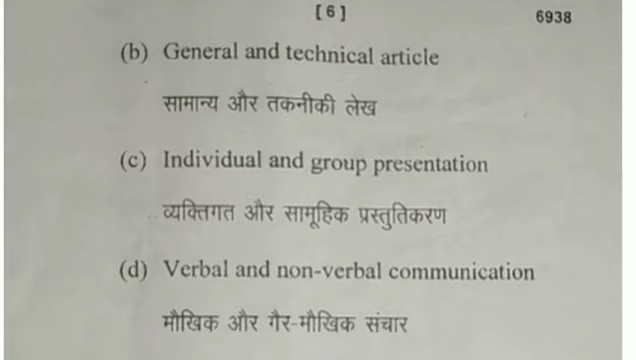 [ 6 ] 6938
(b) General and technical article
सामान्य और तकनीकी लेख
(c) Individual and group presentation
व्यक्तिगत और सामूहिक प्रस्तुतिकरण
(d) Verbal and non-verbal communication
मौखिक और गैर-मौखिक संचार